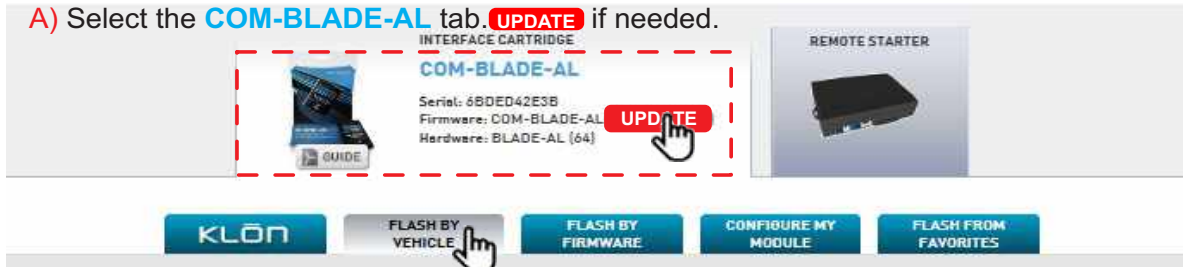 A) Select the COM-BLADE-AL tab. UPDATE if needed.
INTERFACE CARTRIDGE
COM-BLADE-AL
Serial: 6BDED42E3B
Firmware: COM-BLADE-AL UPDATE
Hardware: BLADE-AL (64)
GUIDE
REMOTE STARTER
KLŌN
FLASH BY
VEHICLE
FLASH BY
FIRMWARE
CONFIGURE MY
MODULE
FLASH FROM
FAVORITES